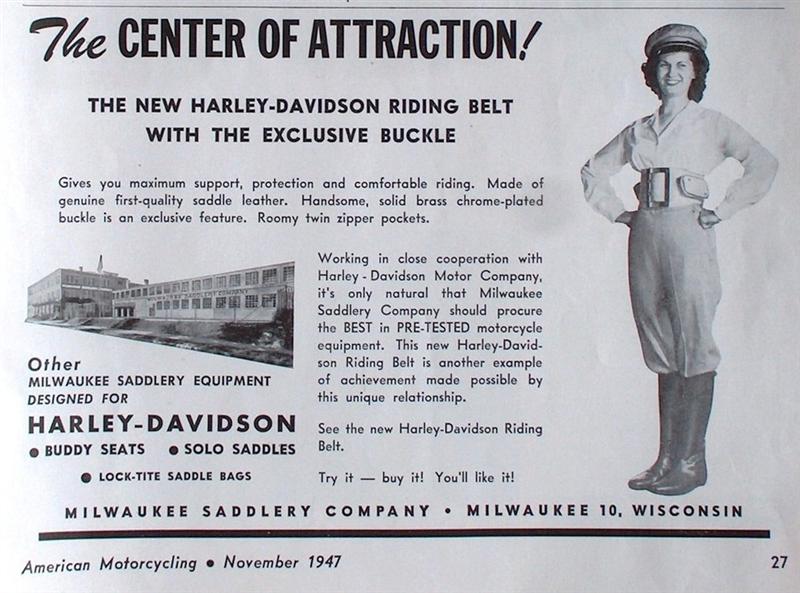 The CENTER OF ATTRACTION!
THE NEW HARLEY-DAVIDSON RIDING BELT
WITH THE EXCLUSIVE BUCKLE
Gives you maximum support, protection and comfortable riding. Made of
genuine first-quality saddle leather. Handsome, solid brass chrome-plated
buckle is an exclusive feature. Roomy twin zipper pockets.
MILWAUKEE SADDLERY COMPANY
Working in close cooperation with
Harley - Davidson Motor Company,
it's only natural that Milwaukee
Saddlery Company should procure
the BEST in PRE-TESTED motorcycle
equipment. This new Harley-David-
son Riding Belt is another example
of achievement made possible by
this unique relationship.
See the new Harley-Davidson Riding
Belt.
Try it — buy it! You'll like it!
Other
MILWAUKEE SADDLERY EQUIPMENT
DESIGNED FOR
HARLEY-DAVIDSON
● BUDDY SEATS ● SOLO SADDLES
● LOCK-TITE SADDLE BAGS
MILWAUKEE SADDLERY COMPANY • MILWAUKEE 10, WISCONSIN
American Motorcycling ● November 1947
27